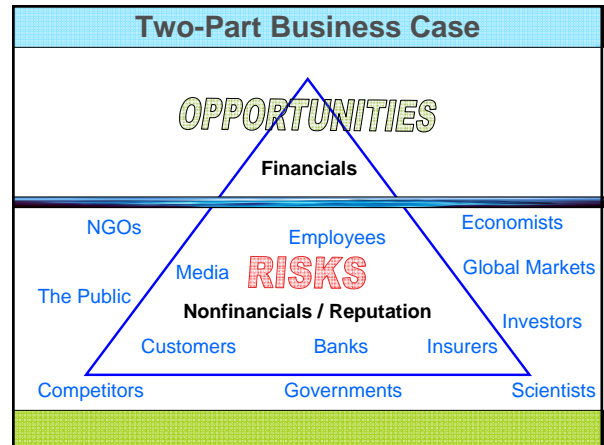 Two-Part Business Case
OPPORTUNITIES
Financials
NGOs
Employees
Economists
Media
RISKS
Global Markets
The Public
Nonfinancials / Reputation
Investors
Customers
Banks
Insurers
Competitors
Governments
Scientists